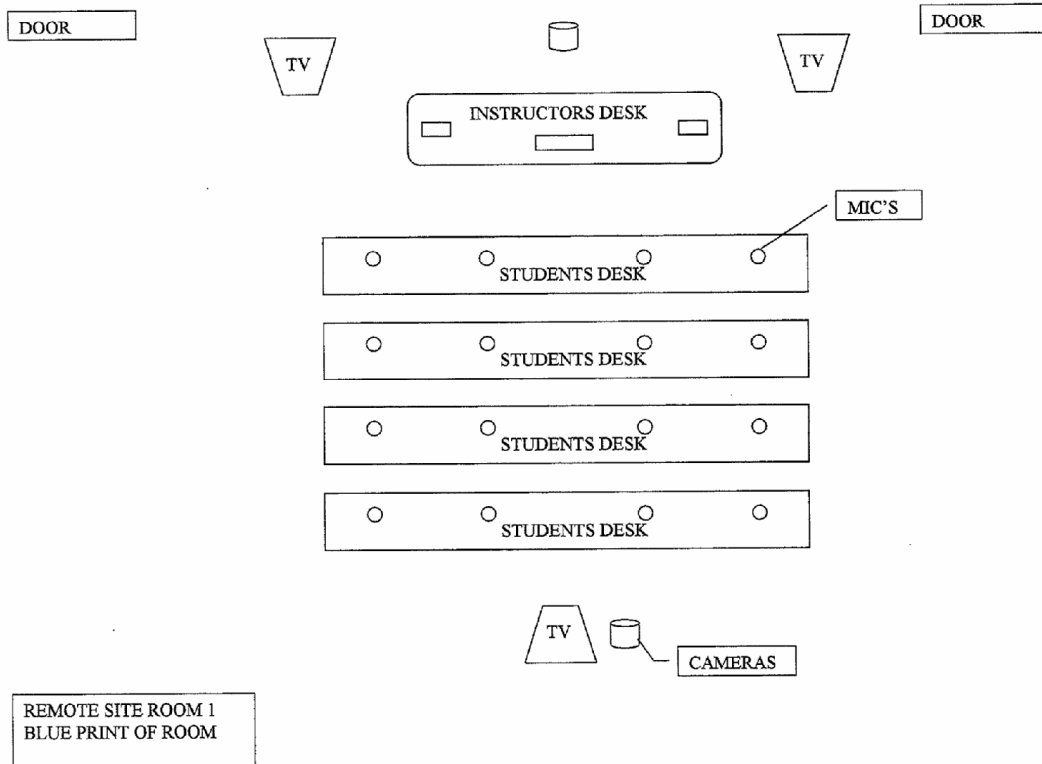 DOOR
DOOR
TV
TV
INSTRUCTORS DESK
MIC'S
STUDENTS DESK
STUDENTS DESK
STUDENTS DESK
STUDENTS DESK
TV
CAMERAS
REMOTE SITE ROOM 1
BLUE PRINT OF ROOM